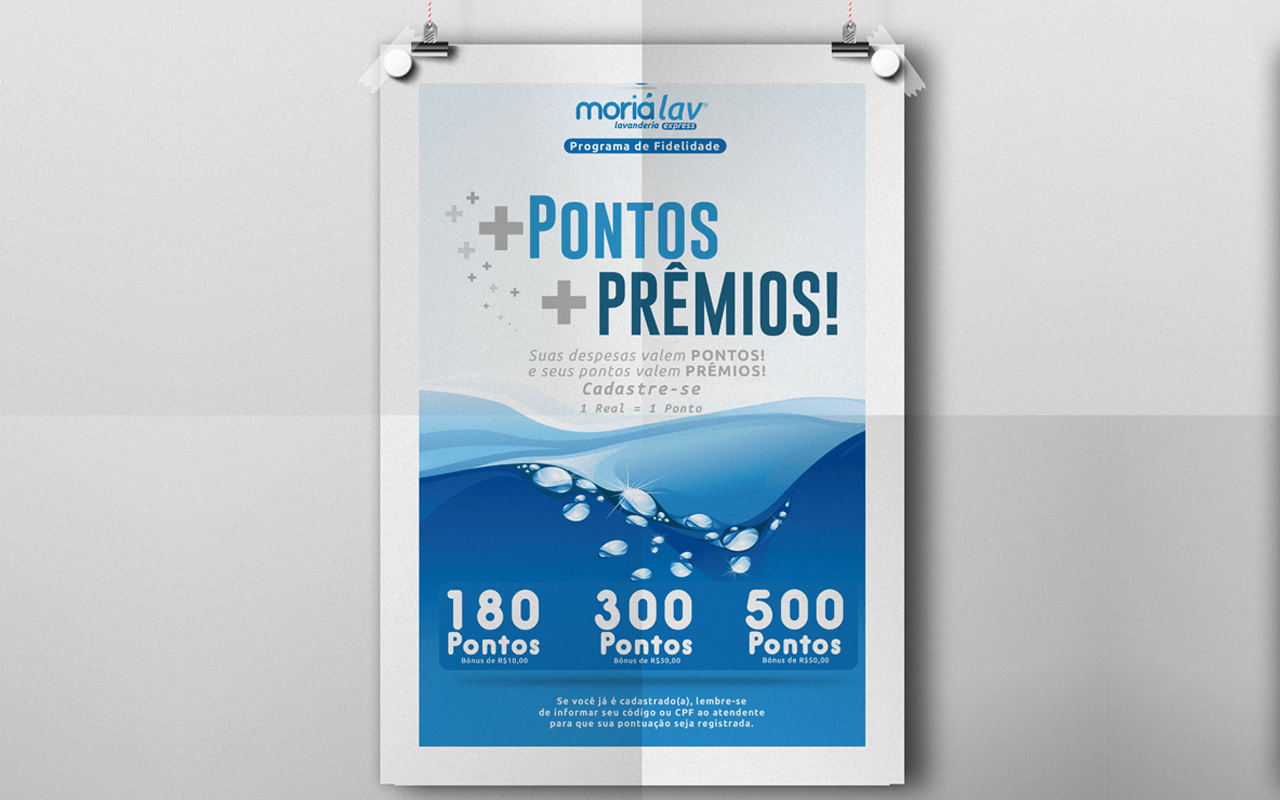 moriá lav®
lavanderia express
Programa de Fidelidade
+PONTOS
+PRÊMIOS!
Suas despesas valem PONTOS!
e seus pontos valem PRÊMIOS!
Cadastre-se
1 Real = 1 Ponto
180 300 500
Pontos Pontos Pontos
Bônus de R$10,00 Bônus de R$30,00 Bônus de R$50,00
Se você já é cadastrado(a), lembre-se
de informar seu código ou CPF ao atendente
para que sua pontuação seja registrada.